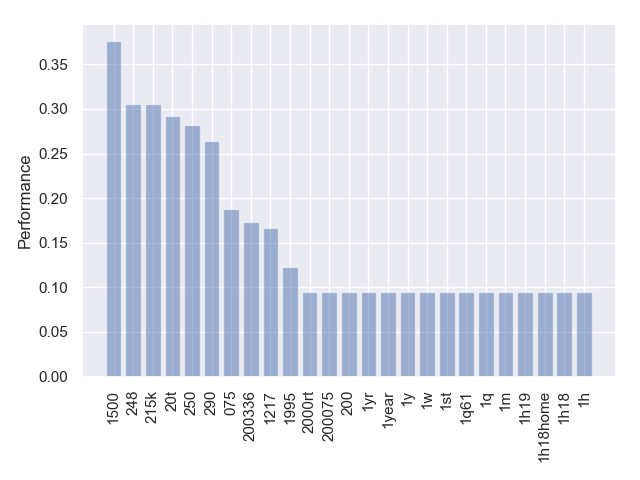 Performance
0.35
0.30
0.25
0.20
0.15
0.10
0.05
0.00
1500
248
215k
20t
250
290
075
200336
1217
1995
2000rt
200075
200
1yr
1year
1y
1w
1st
1q61
1q
1m
1h19
1h18home
1h18
1h